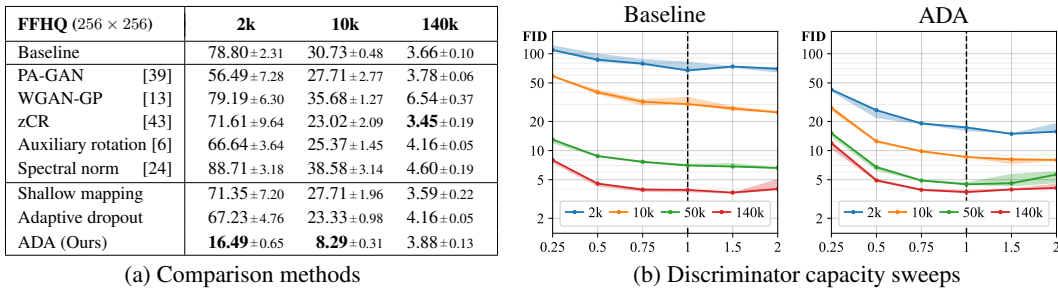 FFHQ (256 × 256) 2k 10k 140k
Baseline 78.80 ± 2.31 30.73 ± 0.48 3.66 ± 0.10
PA-GAN [39] 56.49 ± 7.28 27.71 ± 2.77 3.78 ± 0.06
WGAN-GP [13] 79.19 ± 6.30 35.68 ± 1.27 6.54 ± 0.37
zCR [43] 71.61 ± 9.64 23.02 ± 2.09 3.45 ± 0.19
Auxiliary rotation [6] 66.64 ± 3.64 25.37 ± 1.45 4.16 ± 0.05
Spectral norm [24] 88.71 ± 3.18 38.58 ± 3.14 4.60 ± 0.19
Shallow mapping 71.35 ± 7.20 27.71 ± 1.96 3.59 ± 0.22
Adaptive dropout 67.23 ± 4.76 23.33 ± 0.98 4.16 ± 0.05
ADA (Ours) 16.49 ± 0.65 8.29 ± 0.31 3.88 ± 0.13
(a) Comparison methods
Baseline
FID
100
50
20
10
5
2
2k 10k 50k 140k
0.25 0.5 0.75 1 1.5 2
ADA
FID
100
50
20
10
5
2
2k 10k 50k 140k
0.25 0.5 0.75 1 1.5 2
(b) Discriminator capacity sweeps